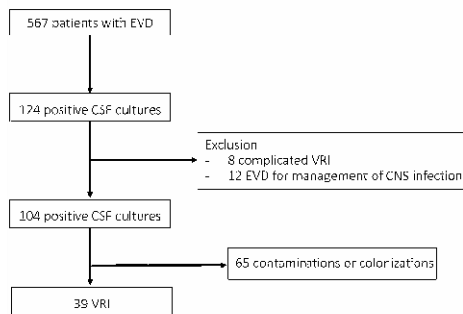 567 patients with EVD
124 positive CSF cultures
Exclusion
- 8 complicated VRI
- 12 EVD for management of CNS infection
104 positive CSF cultures
65 contaminations or colorizations
39 VRI